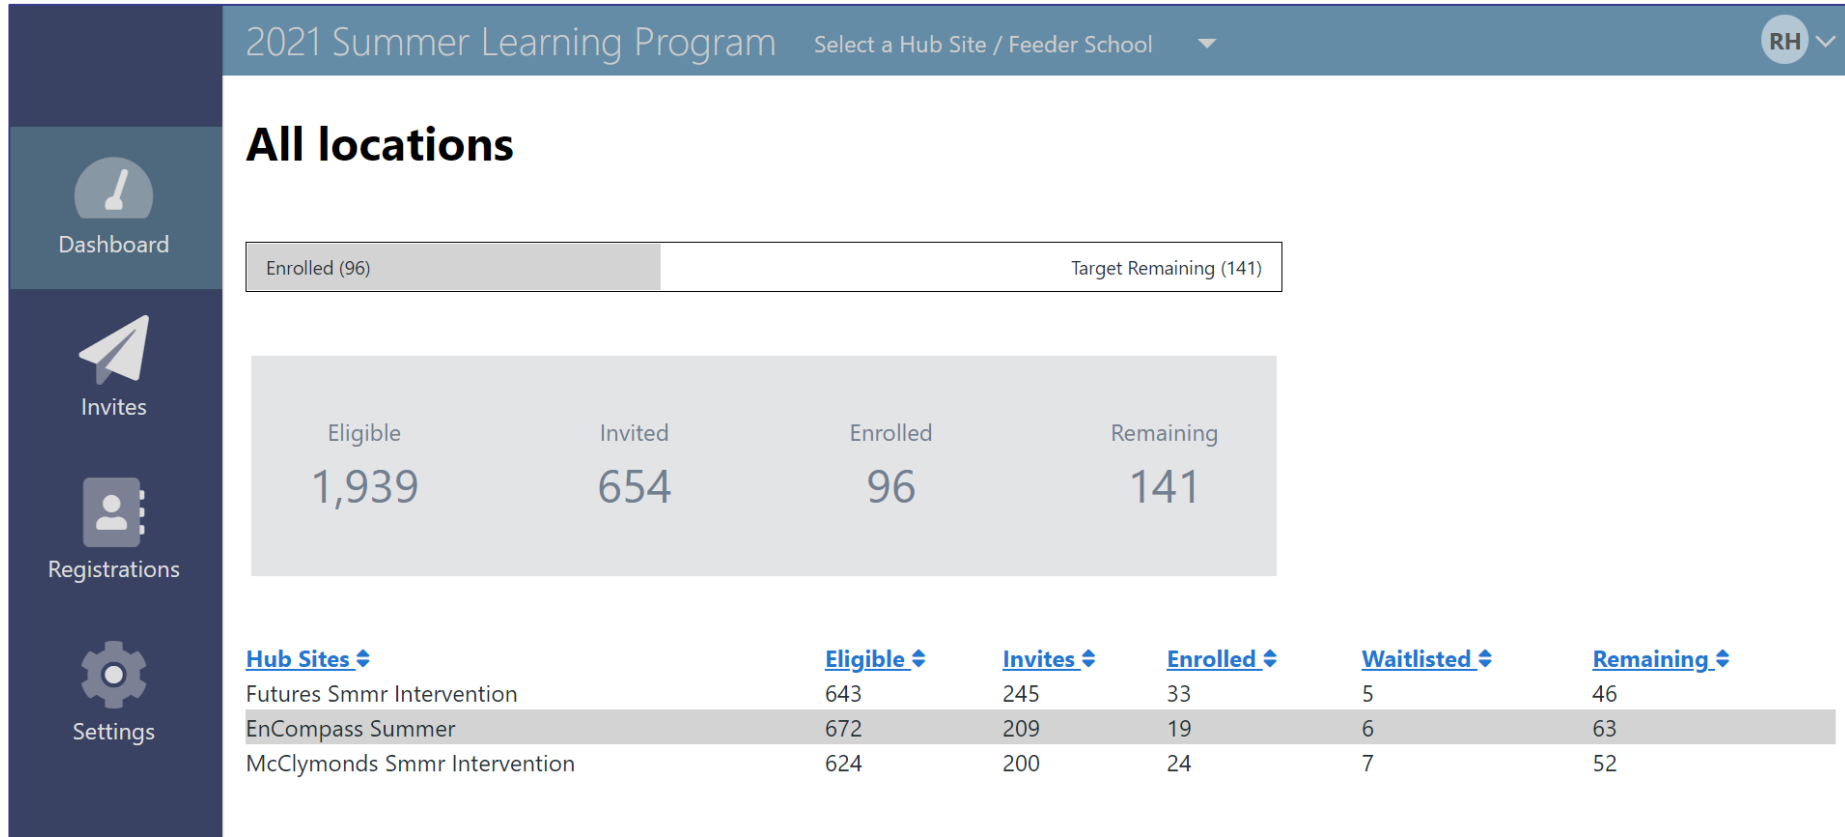 2021 Summer Learning Program Select a Hub Site / Feeder School RH
Dashboard
Invites
Registrations
Settings
All locations
Enrolled (96) Target Remaining (141)
Eligible Invited Enrolled Remaining
1,939 654 96 141
Hub Sites Eligible Invites Enrolled Waitlisted Remaining
Futures Smmr Intervention 643 245 33 5 46
EnCompass Summer 672 209 19 6 63
McClymonds Smmr Intervention 624 200 24 7 52